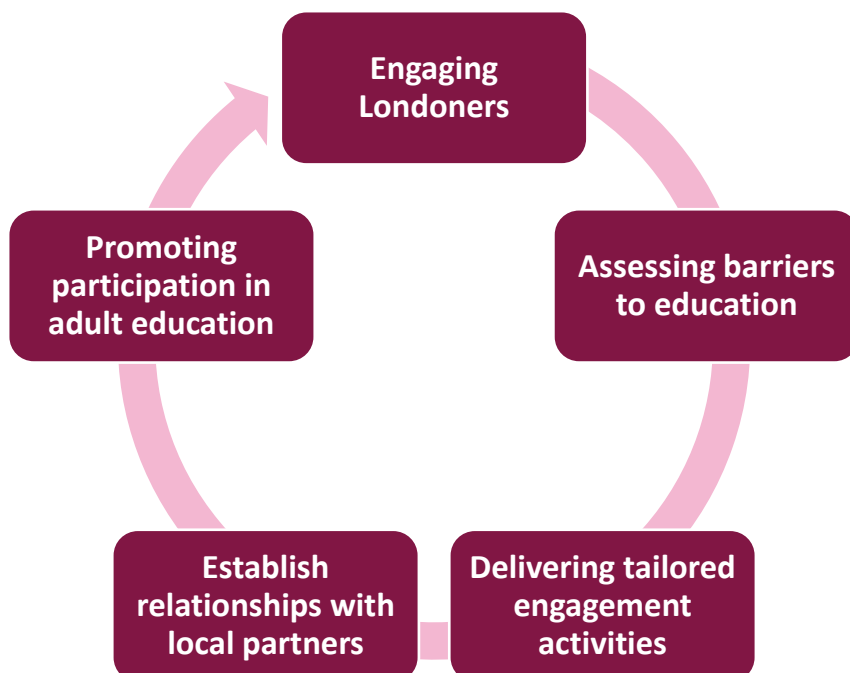 Engaging
Londoners
Assessing barriers
to education
Delivering tailored
engagement
activities
Establish
relationships with
local partners
Promoting
participation in
adult education